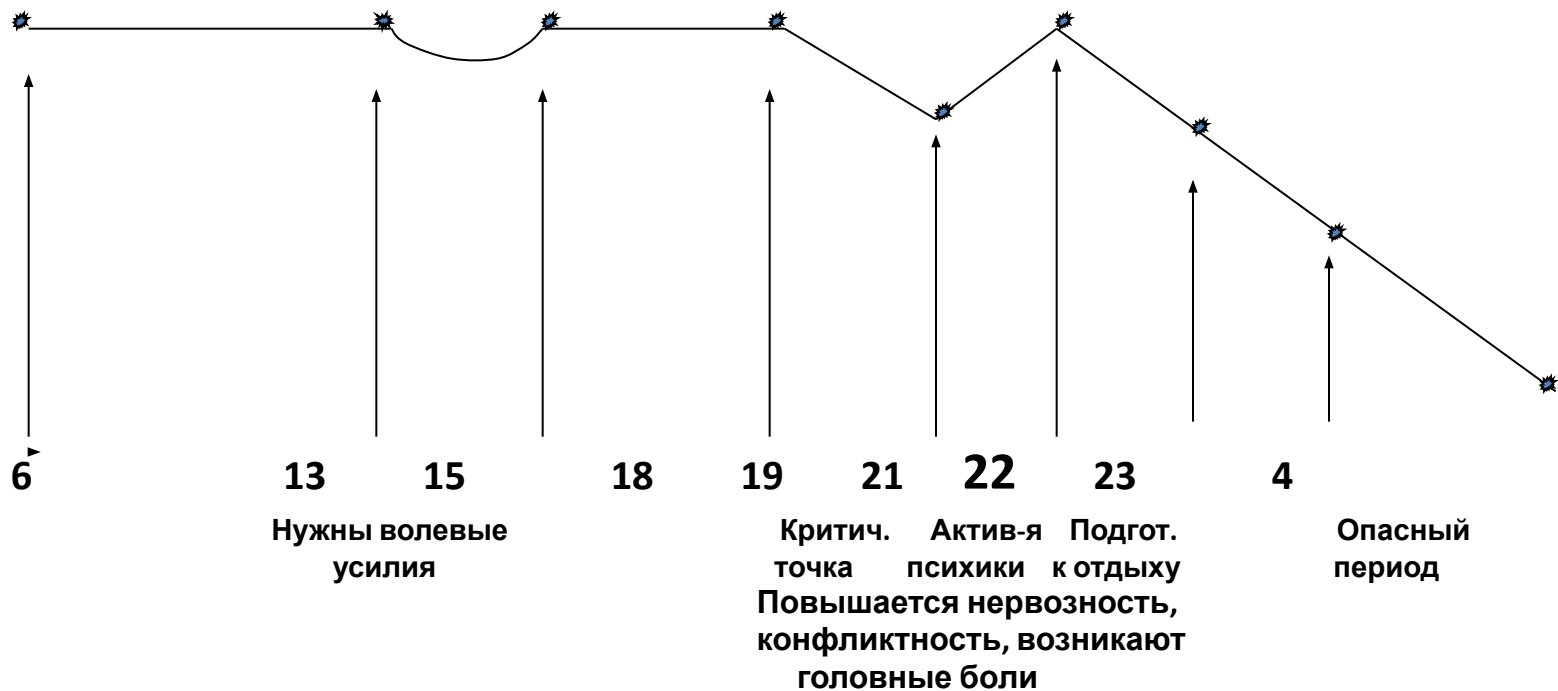 6 13 15 18 19 21 22 23 4
Нужны волевые Критич. Актив-я Подгот. Опасный
усилия точка психики к отдыху период
Повышается нервозность,
конфликтность, возникают
головные боли